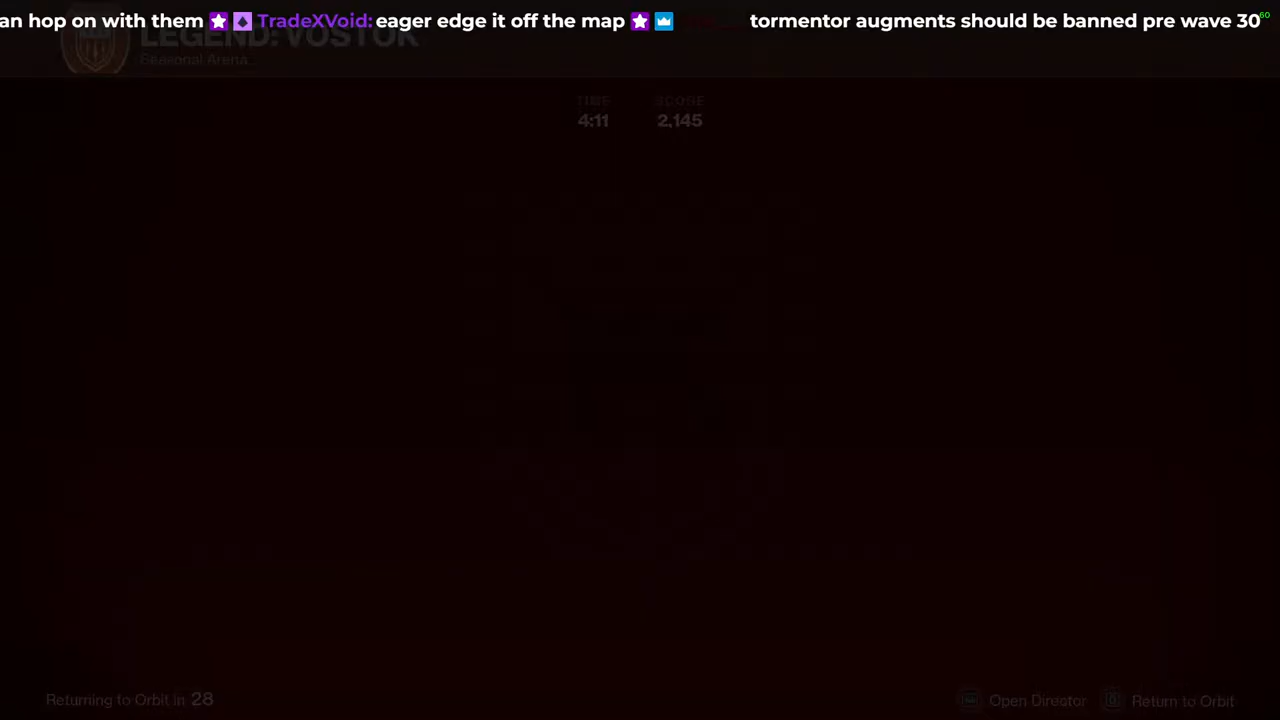 an hop on with them TradeXVoid: eager edge it off the map tormentor augments should be banned pre wave 30
60
LEGEND: VOSTOK
Seasonal Arena
TIME SCORE
4:11 2,145
Returning to Orbit in 28
Open Director Return to Orbit